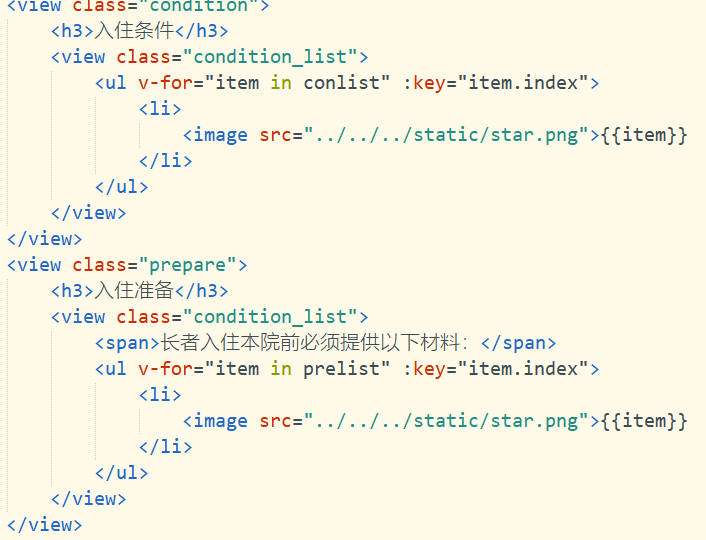 <view class="condition">
<h3>入住条件</h3>
<view class="condition_list">
<ul v-for="item in conlist" :key="item.index">
<li>
<image src="../../../static/star.png">{{item}}
</li>
</ul>
</view>
</view>
<view class="prepare">
<h3>入住准备</h3>
<view class="condition_list">
<span>长者入住本院前必须提供以下材料：</span>
<ul v-for="item in prelist" :key="item.index">
<li>
<image src="../../../static/star.png">{{item}}
</li>
</ul>
</view>
</view>